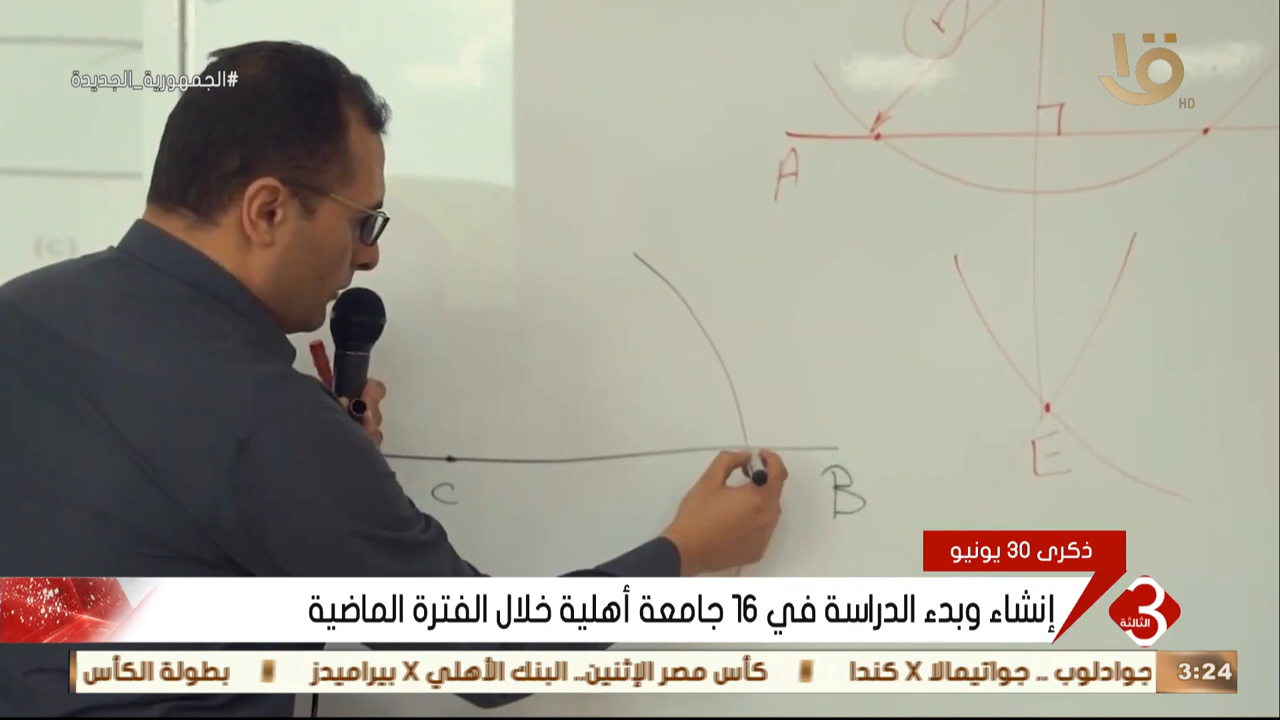 #الجمهورية_الجديدة
HD
A
E
C
B
ذكرى 30 يونيو
إنشاء وبدء الدراسة في 16 جامعة أهلية خلال الفترة الماضية
3 الثالثة
3:24
جوادلوب .. جواتيمالا X كندا
كأس مصر الإثنين.. البنك الأهلي X بيراميدز
بطولة الكأس